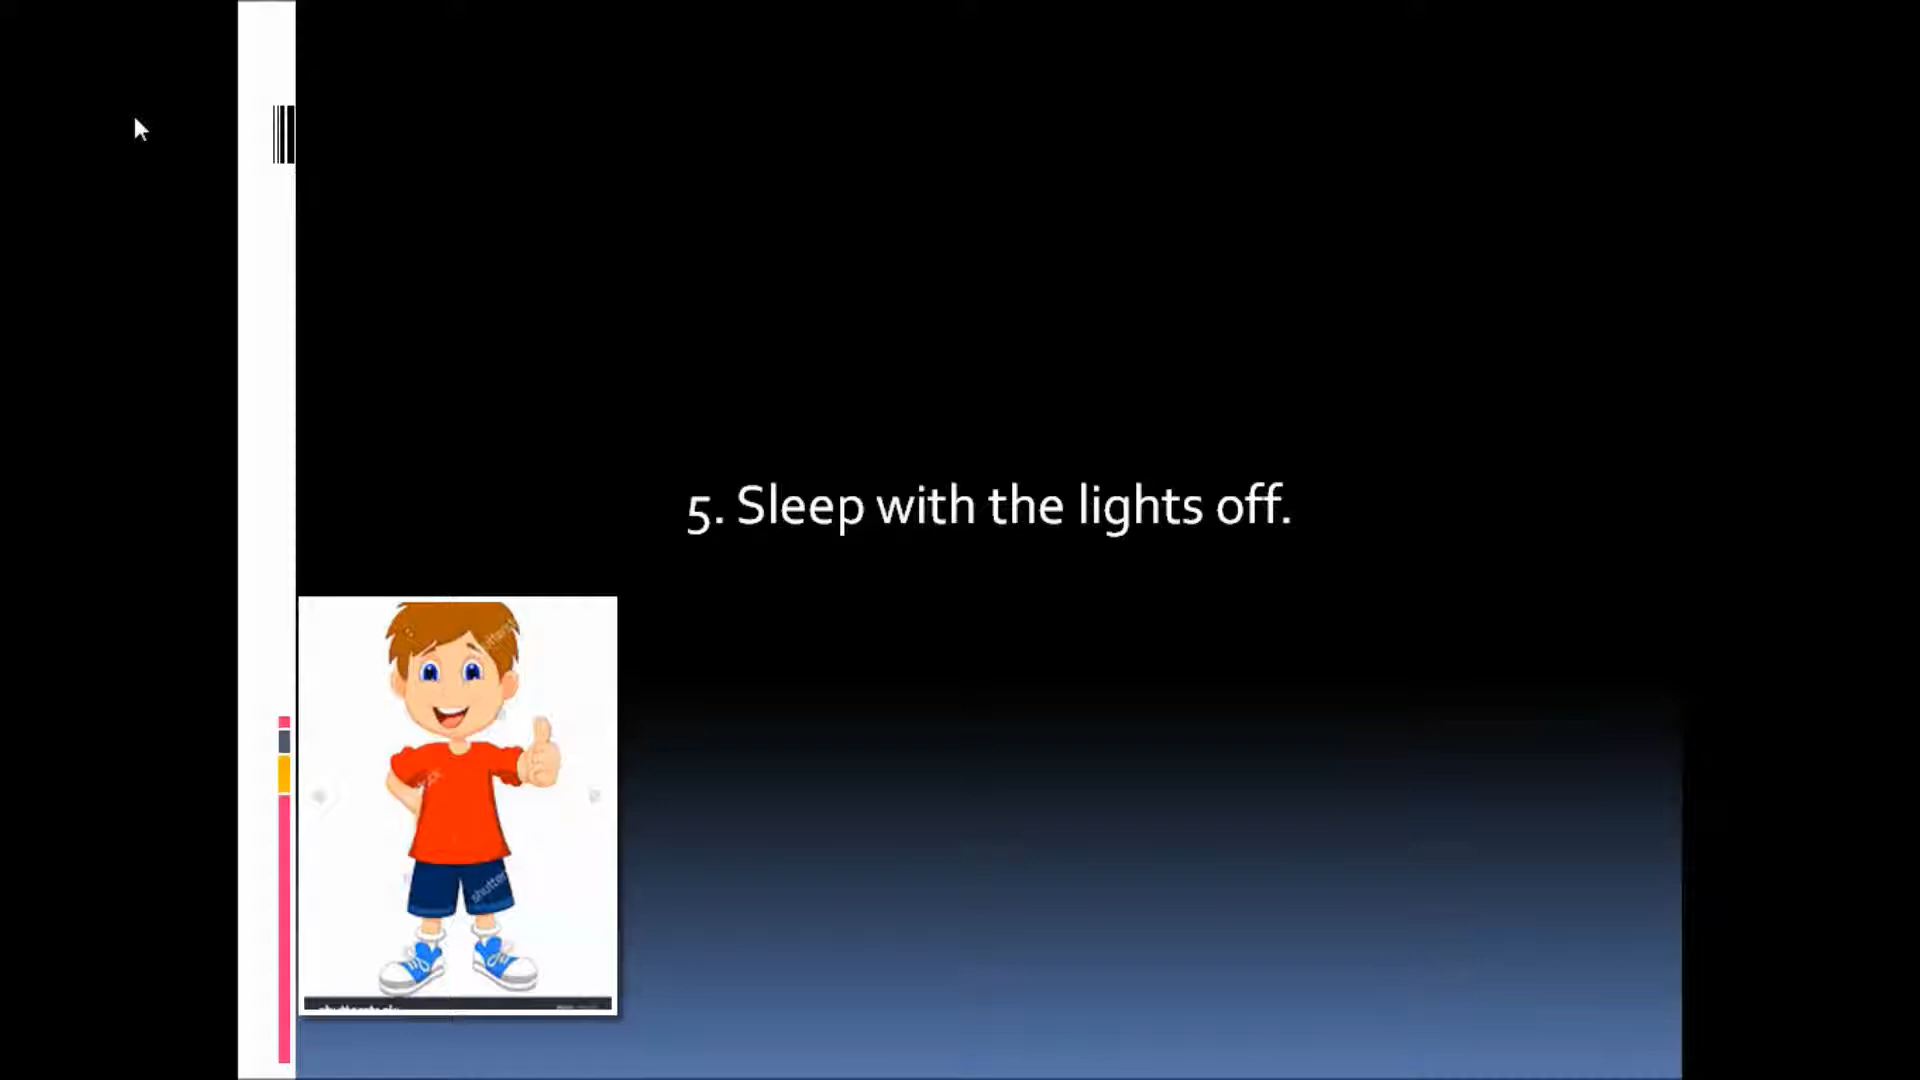 5. Sleep with the lights off.